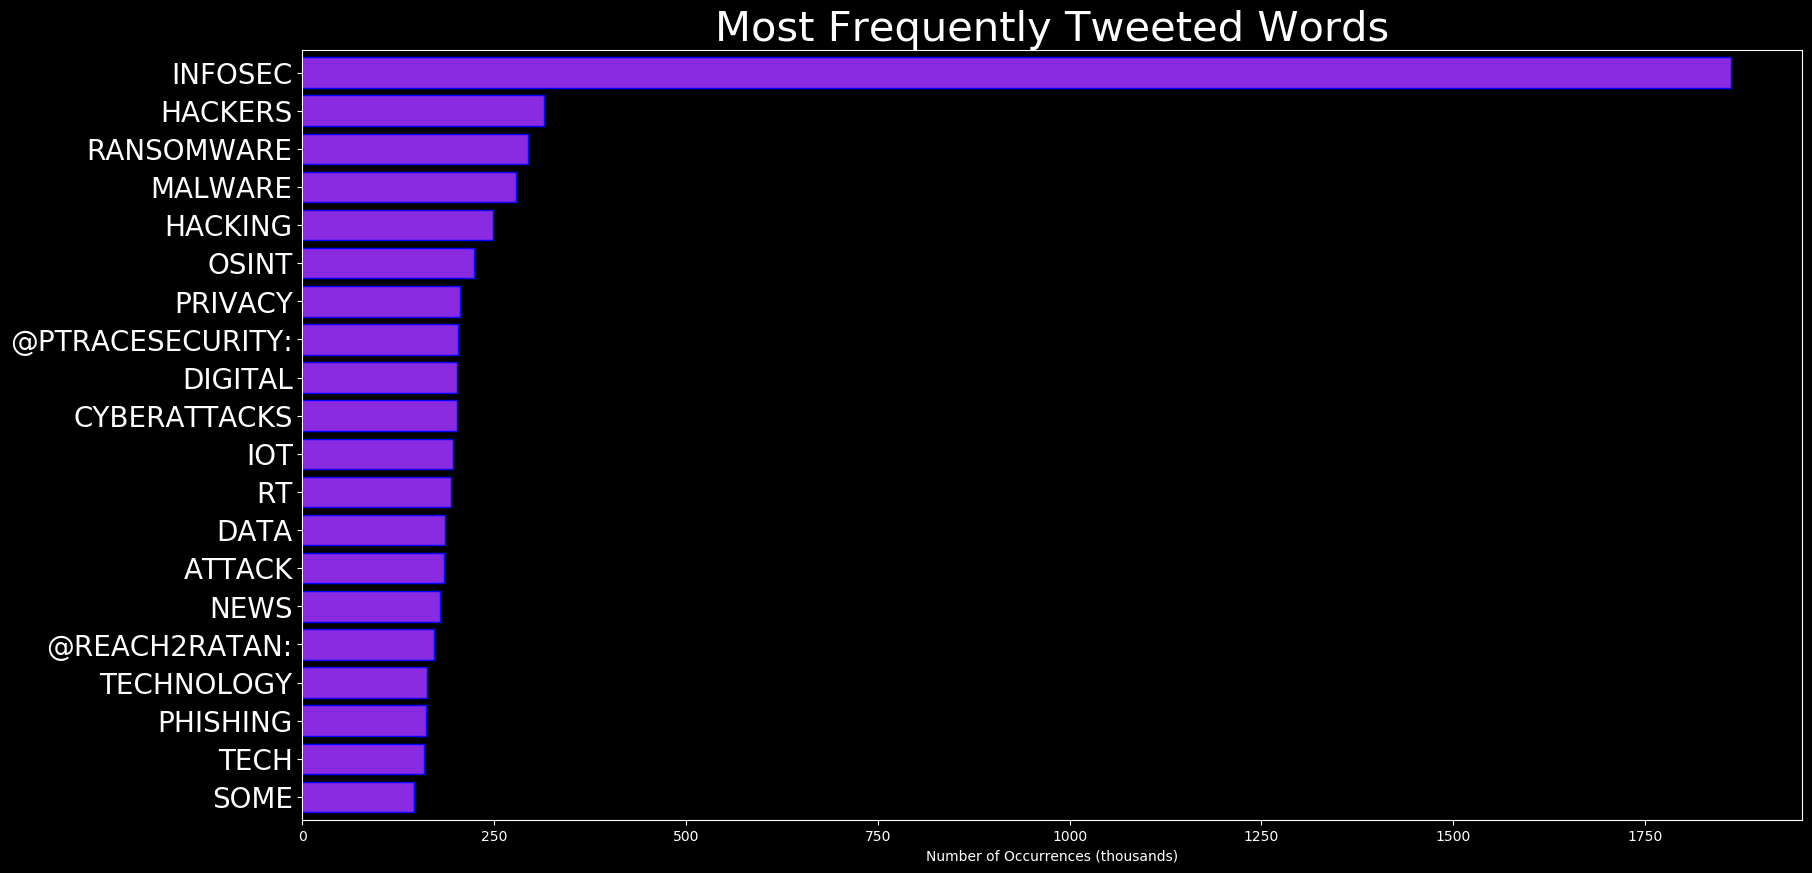 Most Frequently Tweeted Words
INFOSEC
HACKERS
RANSOMWARE
MALWARE
HACKING
OSINT
PRIVACY
@PTRACESECURITY:
DIGITAL
CYBERATTACKS
IOT
RT
DATA
ATTACK
NEWS
@REACH2RATAN:
TECHNOLOGY
PHISHING
TECH
SOME
0 250 500 750 1000 1250 1500 1750
Number of Occurrences (thousands)